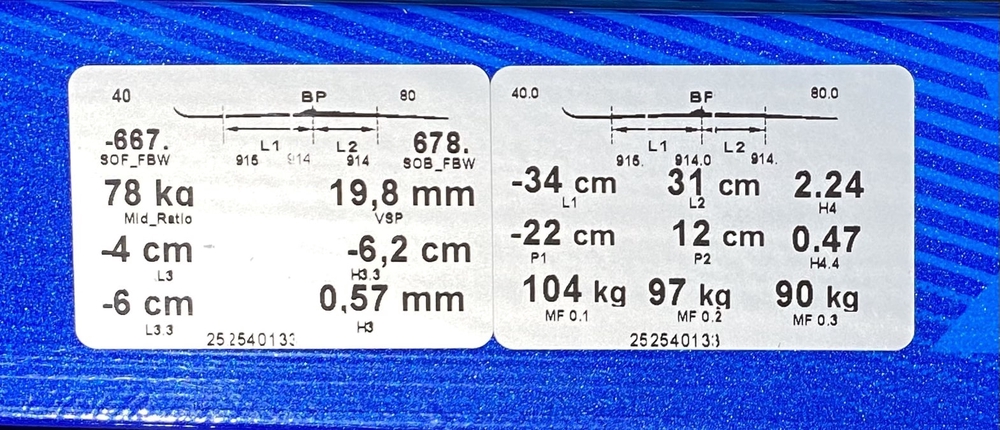 40 BP 80
L1 L2
-667. 915 914 914 678.
SOF_FBW SOB_FBW
78 kg 19,8 mm
Mid_Ratio VSP
-4 cm -6,2 cm
L3 H3.3
-6 cm 0,57 mm
L3.3 H3
252540133
40.0 BP 80.0
L1 L2
915. 914.0 914.
-34 cm 31 cm 2.24
L1 L2 H4
-22 cm 12 cm 0.47
P1 P2 H4.4
104 kg 97 kg 90 kg
MF 0.1 MF 0.2 MF 0.3
252540133